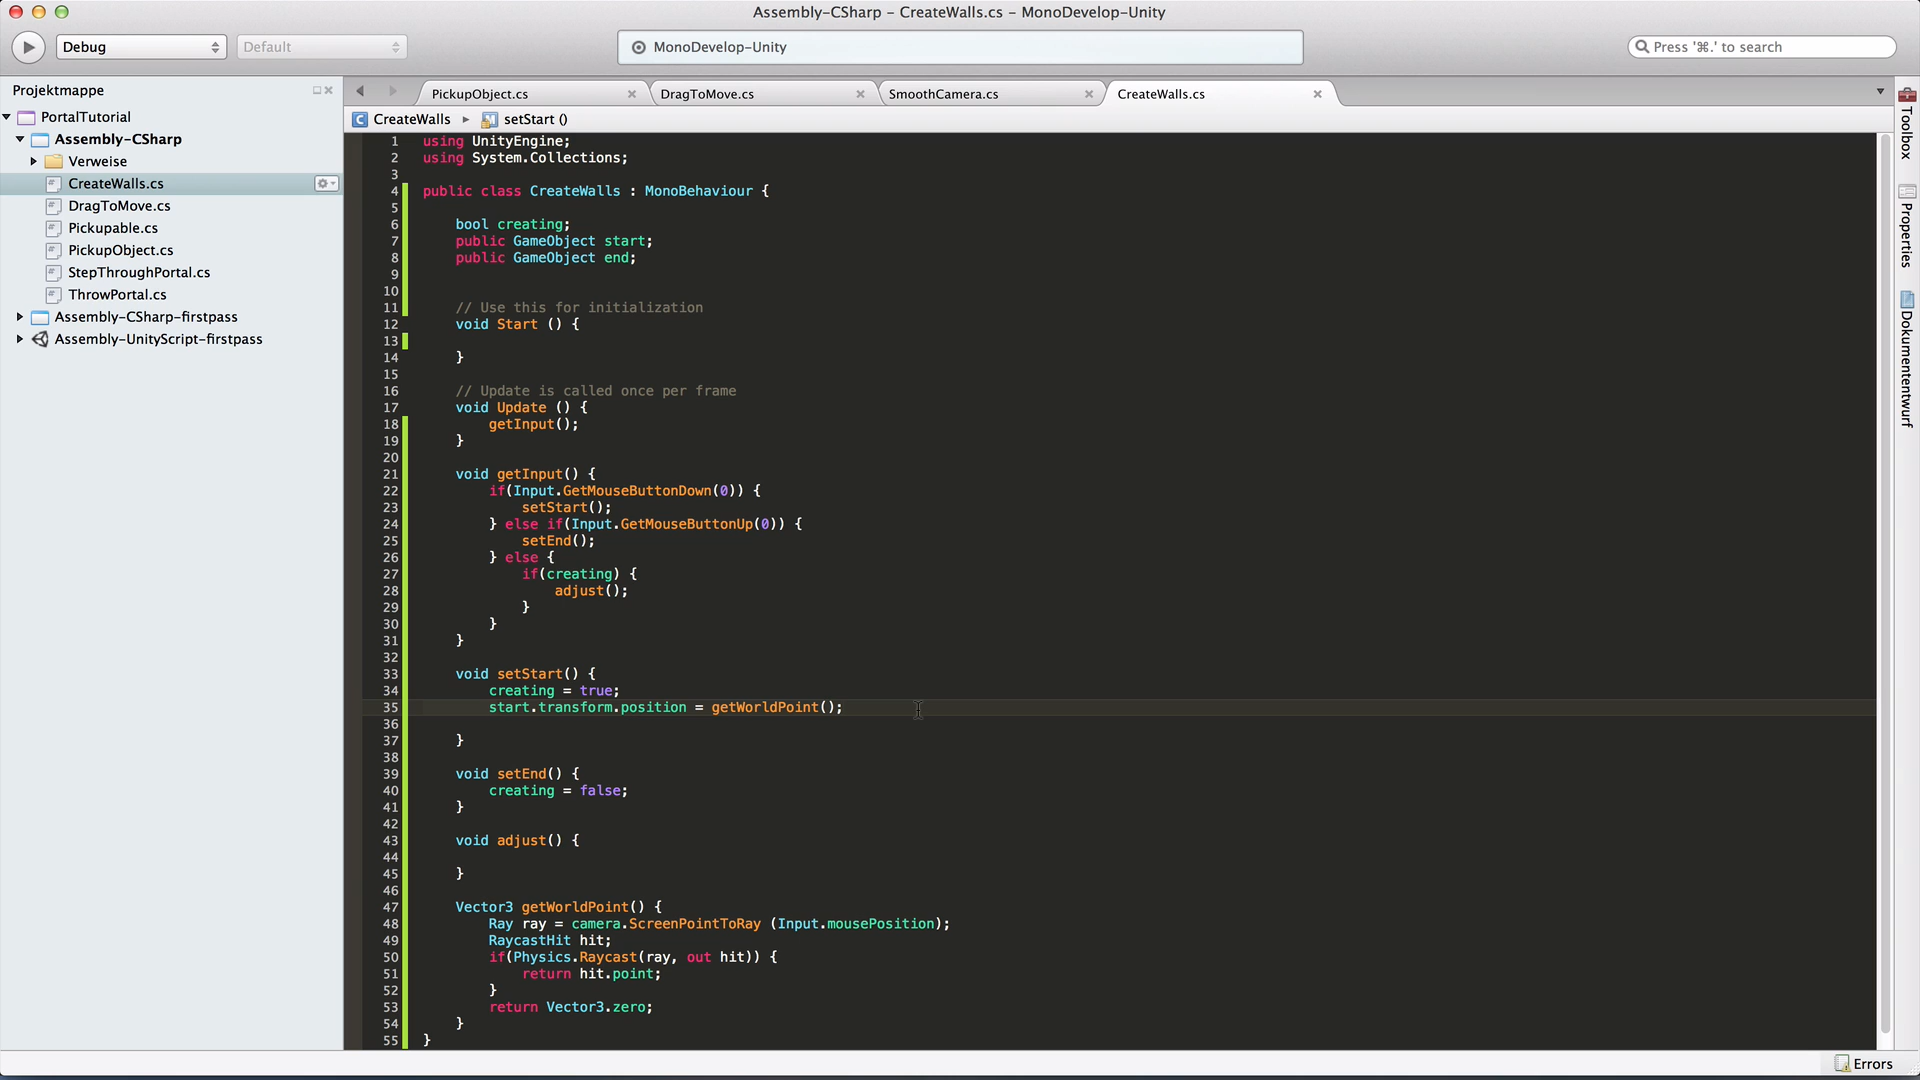 Assembly-CSharp – CreateWalls.cs – MonoDevelop-Unity
Debug
Default
MonoDevelop-Unity
Press '⌘.' to search
Projektmappe
PortalTutorial
Assembly-CSharp
Verweise
CreateWalls.cs
DragToMove.cs
Pickupable.cs
PickupObject.cs
StepThroughPortal.cs
ThrowPortal.cs
Assembly-CSharp-firstpass
Assembly-UnityScript-firstpass
PickupObject.cs
DragToMove.cs
SmoothCamera.cs
CreateWalls.cs
CreateWalls
setStart ()
1 using UnityEngine;
2 using System.Collections;
3
4 public class CreateWalls : MonoBehaviour {
5
6 bool creating;
7 public GameObject start;
8 public GameObject end;
9
10
11 // Use this for initialization
12 void Start () {
13
14 }
15
16 // Update is called once per frame
17 void Update () {
18 getInput();
19 }
20
21 void getInput() {
22 if(Input.GetMouseButtonDown(0)) {
23 setStart();
24 } else if(Input.GetMouseButtonUp(0)) {
25 setEnd();
26 } else {
27 if(creating) {
28 adjust();
29 }
30 }
31 }
32
33 void setStart() {
34 creating = true;
35 start.transform.position = getWorldPoint();
36
37 }
38
39 void setEnd() {
40 creating = false;
41 }
42
43 void adjust() {
44
45 }
46
47 Vector3 getWorldPoint() {
48 Ray ray = camera.ScreenPointToRay (Input.mousePosition);
49 RaycastHit hit;
50 if(Physics.Raycast(ray, out hit)) {
51 return hit.point;
52 }
53 return Vector3.zero;
54 }
55 }
Toolbox
Properties
Dokumententwurf
Errors